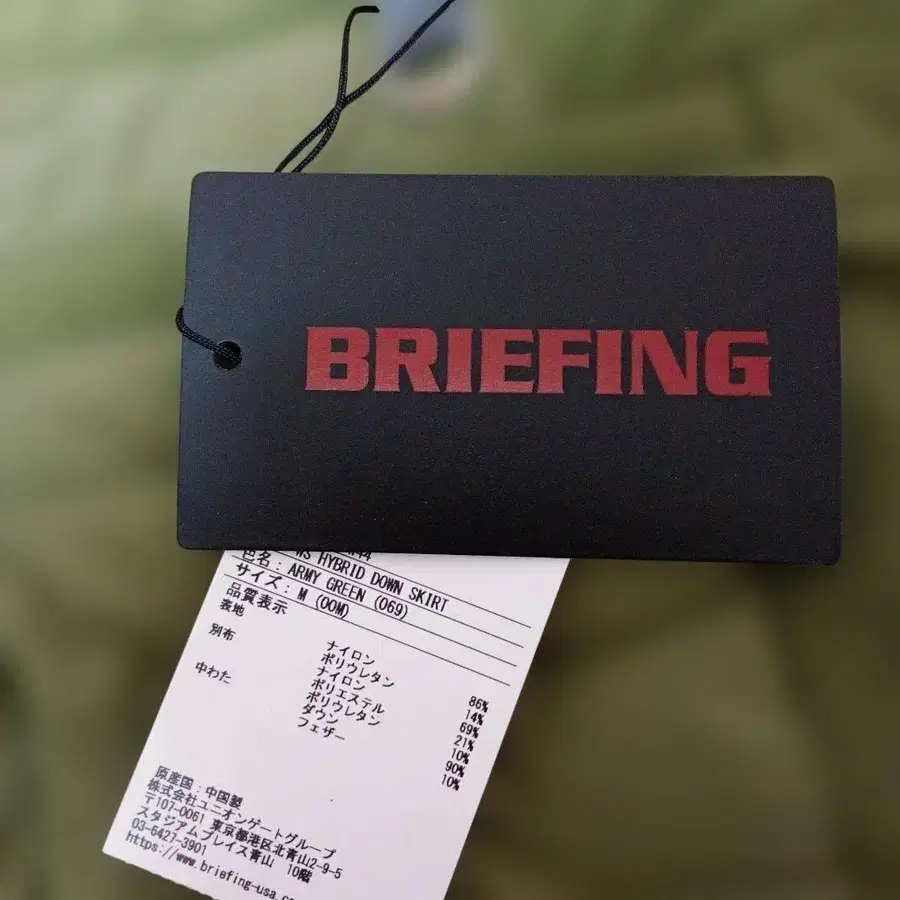 BRIEFING
WS HYBRID DOWN SKIRT
色名: ARMY GREEN (069)
サイズ: M (00M)
品質表示
表地
ナイロン 86%
ポリウレタン 14%
別布
ナイロン 69%
ポリエステル 21%
ポリウレタン 10%
中わた
ダウン 90%
フェザー 10%
原産国: 中国製
株式会社ユニオンゲートグループ
〒107-0061 東京都港区北青山2-9-5
スタジアムプレイス青山 10階
03-6427-3901
https://www.briefing-usa.co